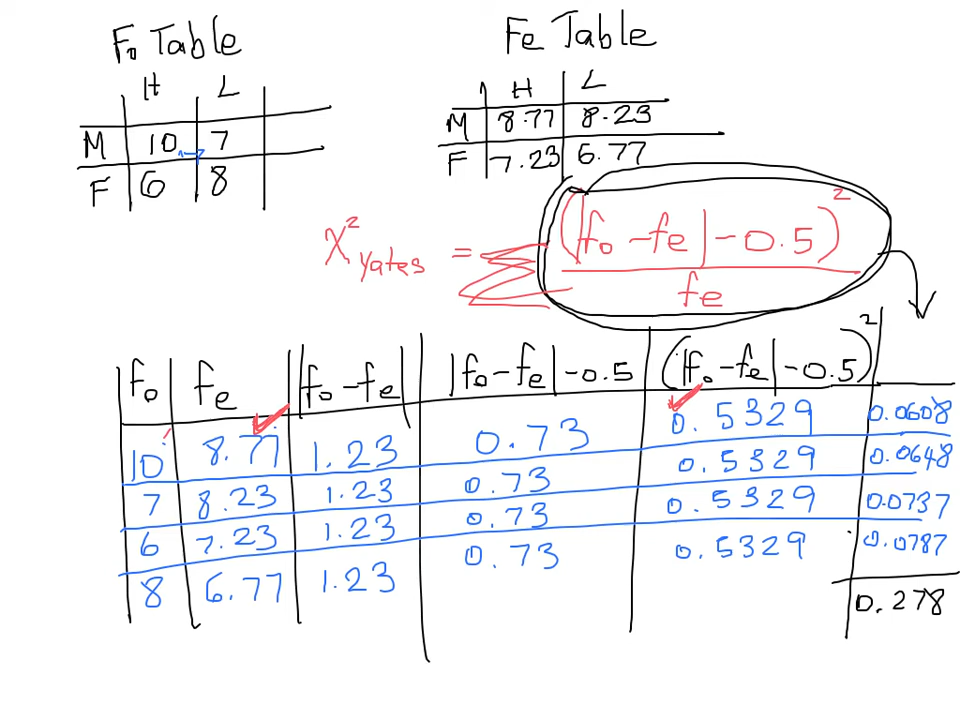 Fo Table
H L
M 10 7
F 6 8
Fe Table
H L
M 8.77 8.23
F 7.23 6.77
X² Yates = Σ (|fo - fe| - 0.5)² / fe
fo fe |fo - fe| |fo - fe| - 0.5 (|fo - fe| - 0.5)²
10 8.77 1.23 0.73 0.5329 0.0608
7 8.23 1.23 0.73 0.5329 0.0648
6 7.23 1.23 0.73 0.5329 0.0737
8 6.77 1.23 0.73 0.5329 0.0787
0.278